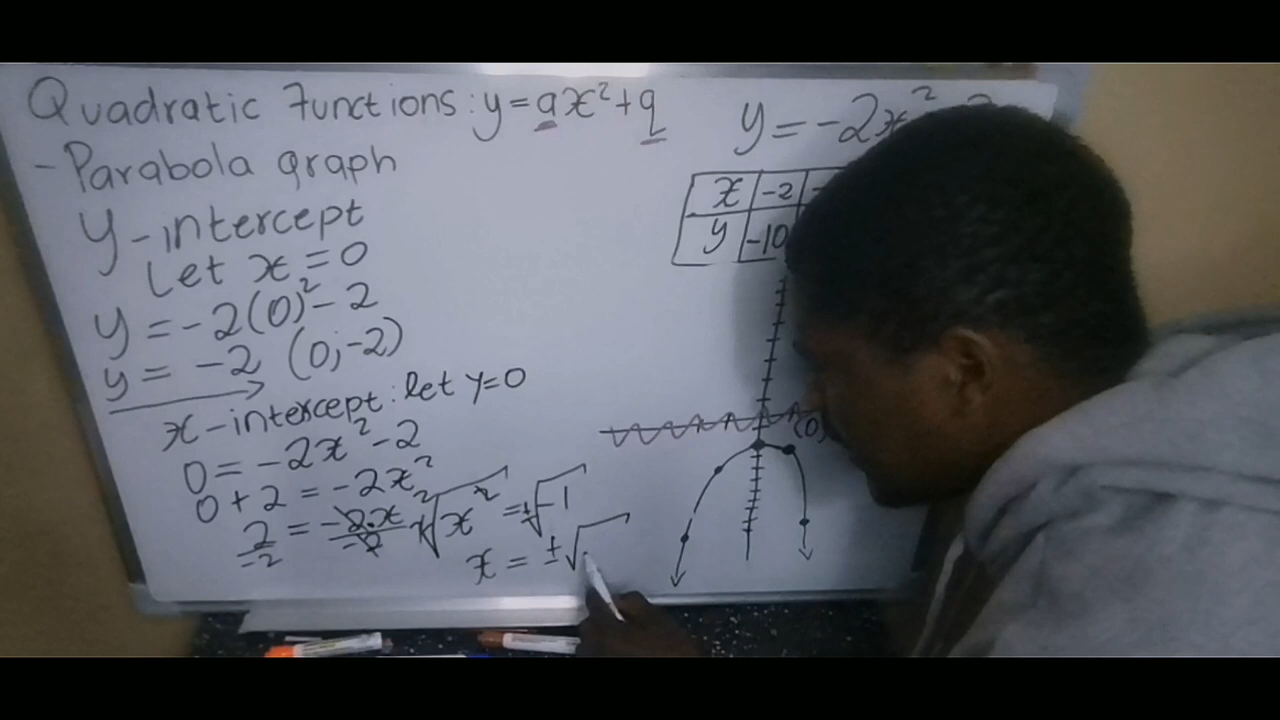 Quadratic Functions: y=ax²+q
- Parabola graph
Y-intercept
Let x=0
y=-2(0)²-2
y=-2 (0;-2)
x-intercept: let y=0
0=-2x²-2
0+2=-2x²
2/-2 = -2x²/-2
√x² = ±√-1
x = ±√
y=-2x²
x -2
y -10
(0